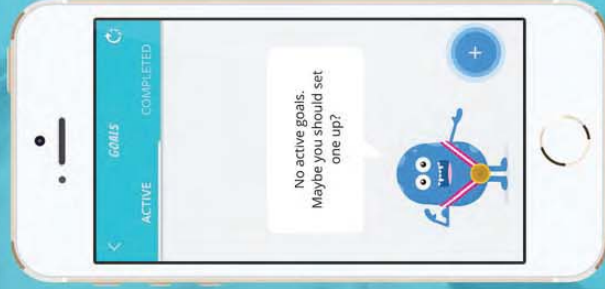 GOALS
ACTIVE COMPLETED
No active goals.
Maybe you should set
one up?